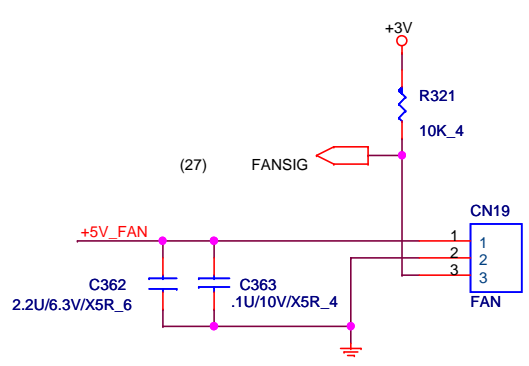 +3V
R321
10K_4
(27) FANSIG
CN19
+5V_FAN
1 1
2 2
3 3
C362
2.2U/6.3V/X5R_6
C363
.1U/10V/X5R_4
FAN